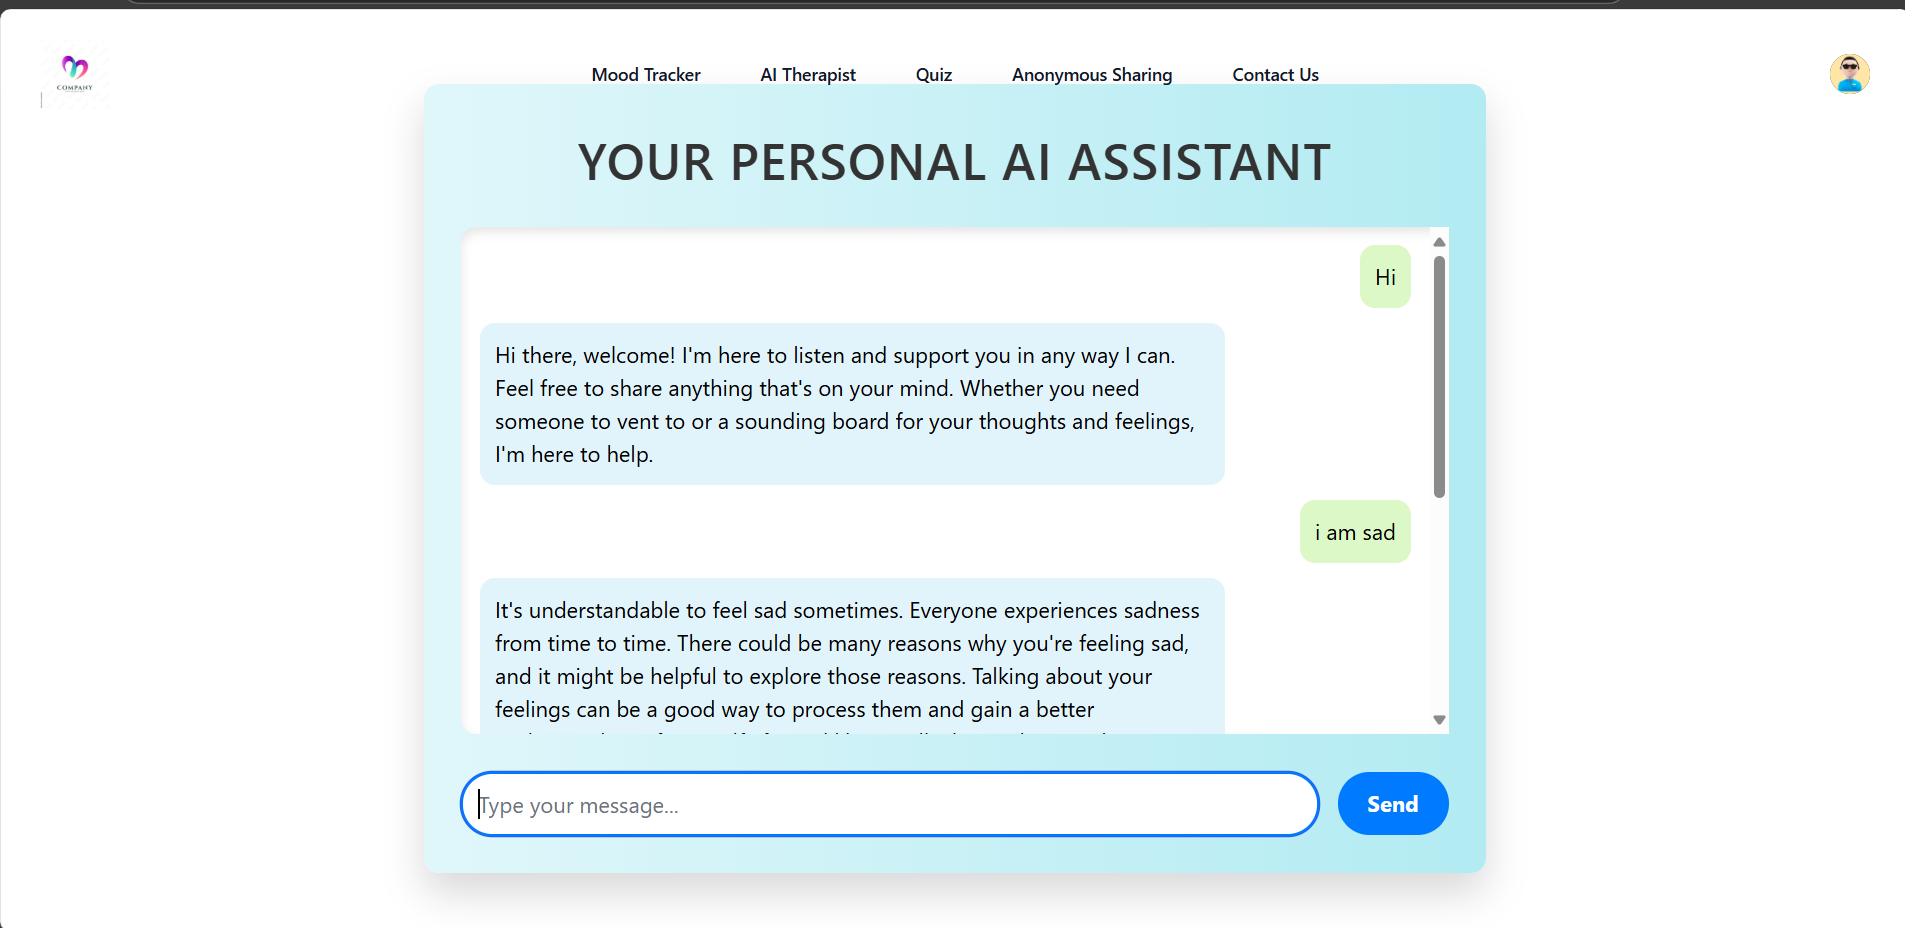 COMPANY
Mood Tracker
AI Therapist
Quiz
Anonymous Sharing
Contact Us
YOUR PERSONAL AI ASSISTANT
Hi
Hi there, welcome! I'm here to listen and support you in any way I can.
Feel free to share anything that's on your mind. Whether you need
someone to vent to or a sounding board for your thoughts and feelings,
I'm here to help.
i am sad
It's understandable to feel sad sometimes. Everyone experiences sadness
from time to time. There could be many reasons why you're feeling sad,
and it might be helpful to explore those reasons. Talking about your
feelings can be a good way to process them and gain a better
Type your message...
Send